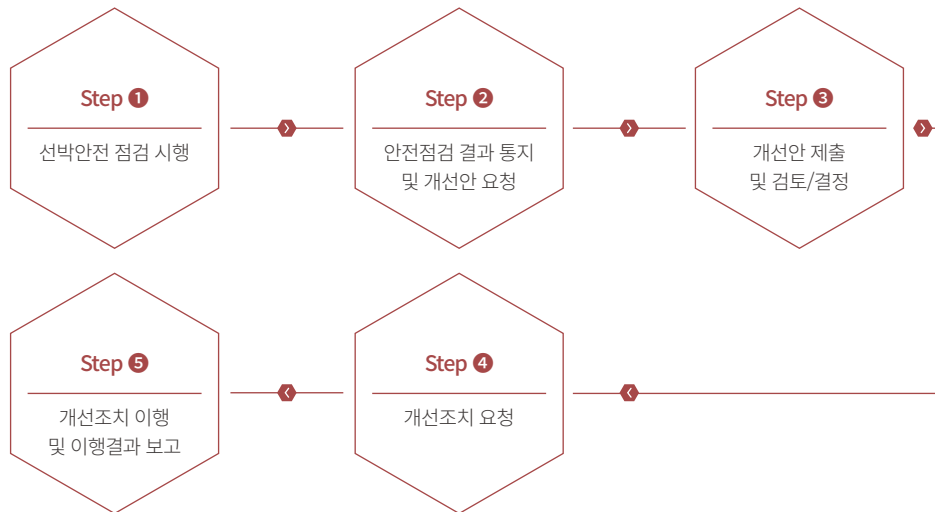 Step ❶
선박안전 점검 시행
Step ❷
안전점검 결과 통지
및 개선안 요청
Step ❸
개선안 제출
및 검토/결정
Step ❹
개선조치 요청
Step ❺
개선조치 이행
및 이행결과 보고